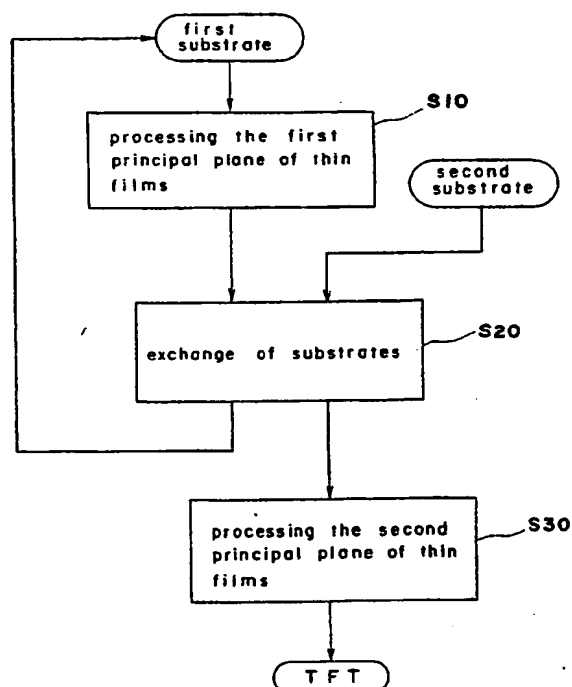 first
substrate
S10
processing the first
principal plane of thin
films
second
substrate
S20
exchange of substrates
S30
processing the second
principal plane of thin
films
TFT